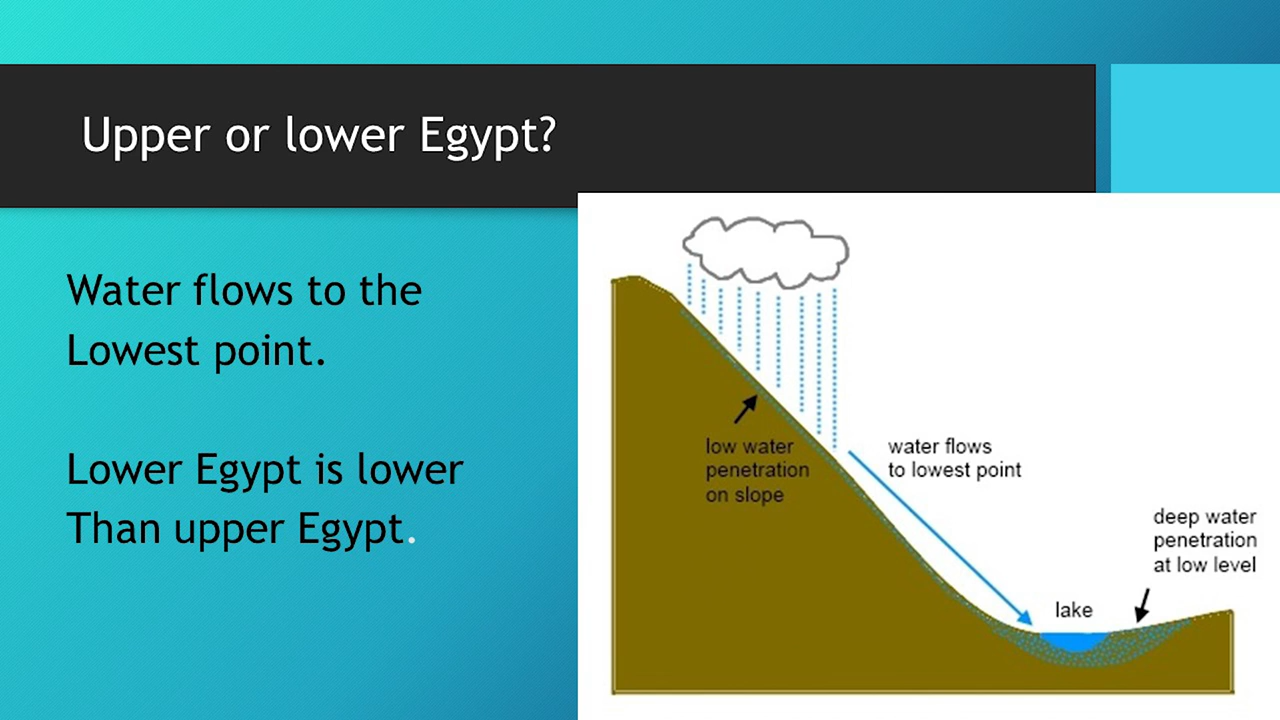 Upper or lower Egypt?
Water flows to the
Lowest point.
Lower Egypt is lower
Than upper Egypt.
low water
penetration
on slope
water flows
to lowest point
deep water
penetration
at low level
lake